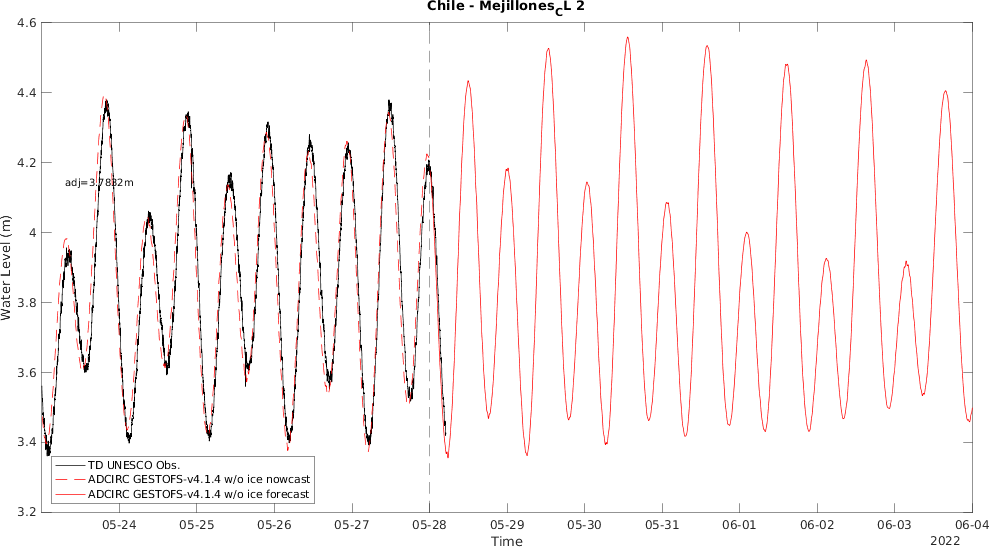 Chile - Mejillones_CL 2
4.6
4.4
4.2
4
3.8
3.6
3.4
3.2
Water Level (m)
adj=3.7832m
TD UNESCO Obs.
ADCIRC GESTOFS-v4.1.4 w/o ice nowcast
ADCIRC GESTOFS-v4.1.4 w/o ice forecast
05-24 05-25 05-26 05-27 05-28 05-29 05-30 05-31 06-01 06-02 06-03 06-04
Time
2022